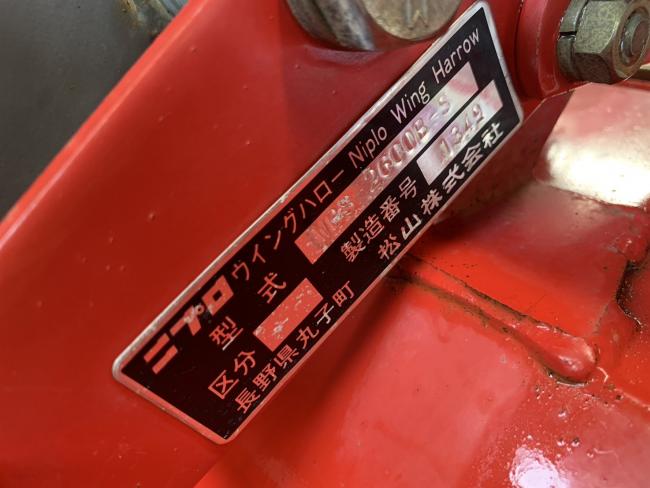 ニプロ ウイングハロー Niplo Wing Harrow
型式 2600B-S
区分 製造番号 1349
長野県丸子町 松山株式会社